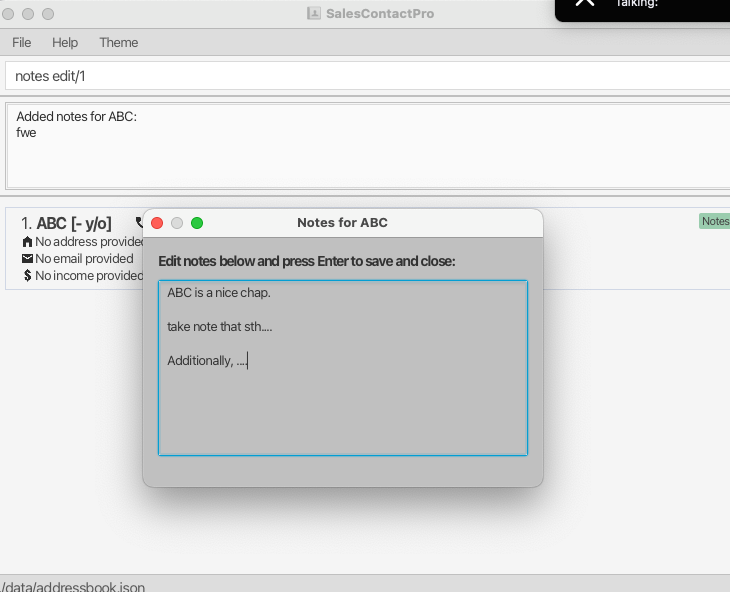 Talking:
SalesContactPro
File Help Theme
notes edit/1
Added notes for ABC:
fwe
1. ABC [- y/o]
No address provided
No email provided
No income provided
Notes
Notes for ABC
Edit notes below and press Enter to save and close:
ABC is a nice chap.
take note that sth....
Additionally, ....
/data/addressbook.json